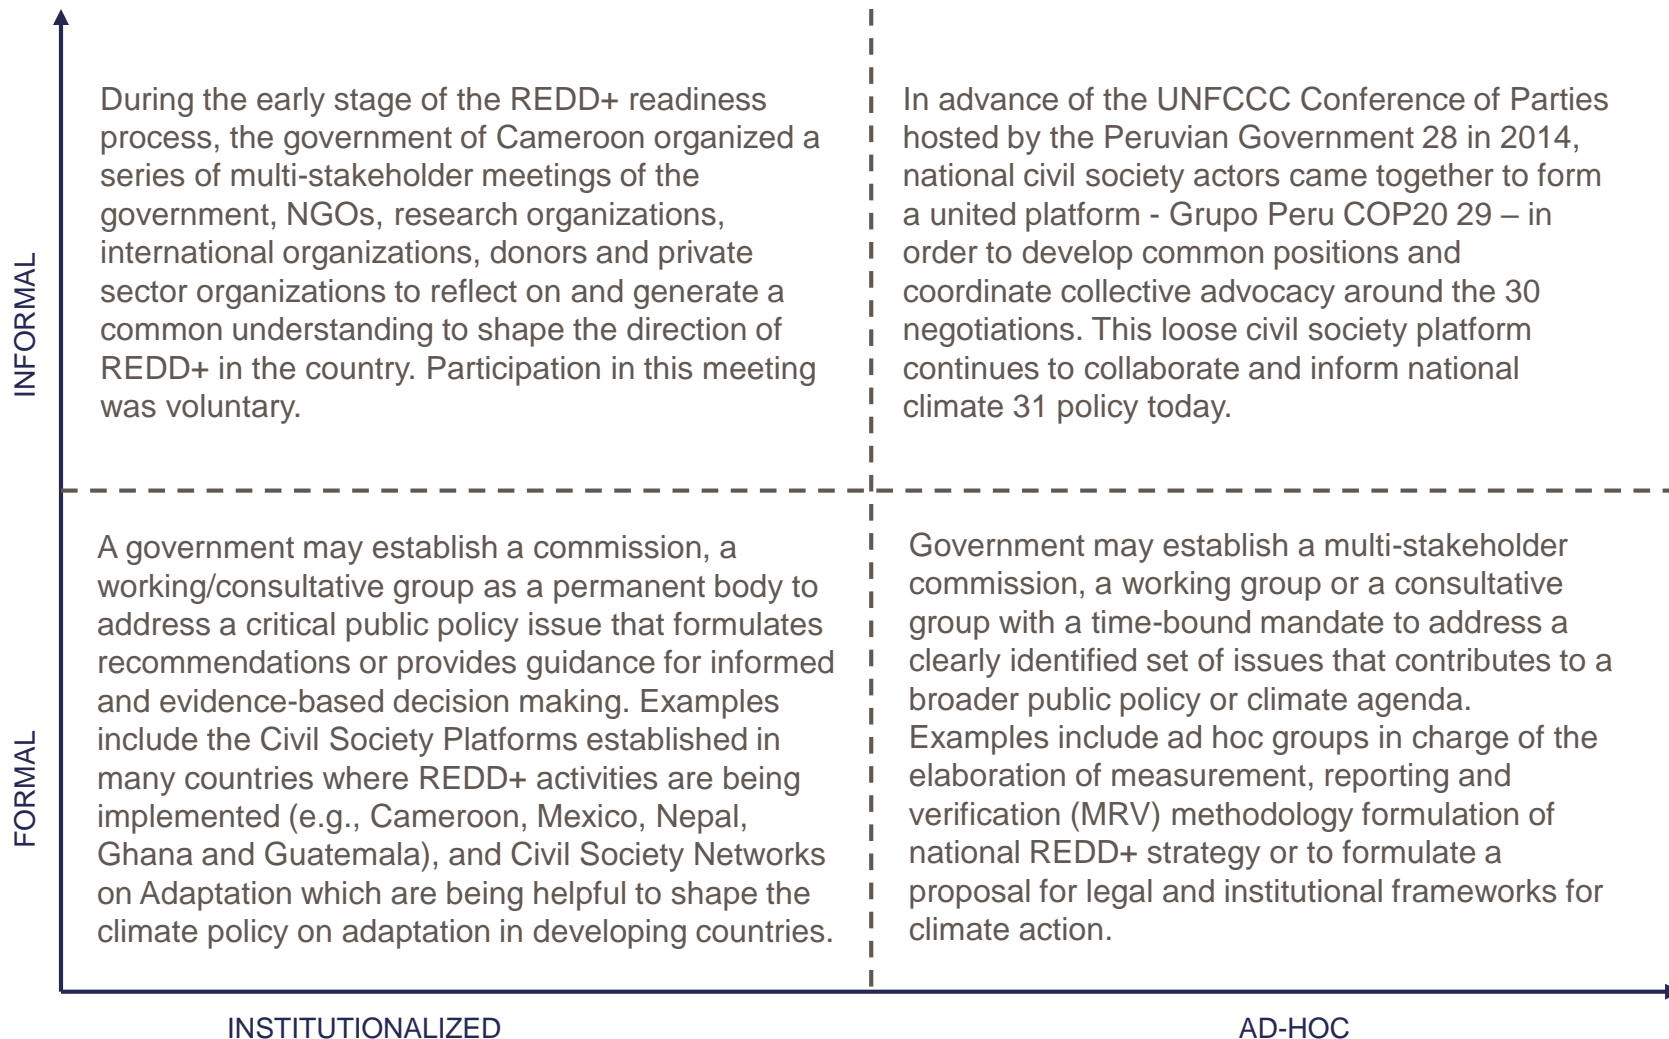 INFORMAL
During the early stage of the REDD+ readiness
process, the government of Cameroon organized a
series of multi-stakeholder meetings of the
government, NGOs, research organizations,
international organizations, donors and private
sector organizations to reflect on and generate a
common understanding to shape the direction of
REDD+ in the country. Participation in this meeting
was voluntary.
In advance of the UNFCCC Conference of Parties
hosted by the Peruvian Government 28 in 2014,
national civil society actors came together to form
a united platform - Grupo Peru COP20 29 – in
order to develop common positions and
coordinate collective advocacy around the 30
negotiations. This loose civil society platform
continues to collaborate and inform national
climate 31 policy today.
FORMAL
A government may establish a commission, a
working/consultative group as a permanent body to
address a critical public policy issue that formulates
recommendations or provides guidance for informed
and evidence-based decision making. Examples
include the Civil Society Platforms established in
many countries where REDD+ activities are being
implemented (e.g., Cameroon, Mexico, Nepal,
Ghana and Guatemala), and Civil Society Networks
on Adaptation which are being helpful to shape the
climate policy on adaptation in developing countries.
Government may establish a multi-stakeholder
commission, a working group or a consultative
group with a time-bound mandate to address a
clearly identified set of issues that contributes to a
broader public policy or climate agenda.
Examples include ad hoc groups in charge of the
elaboration of measurement, reporting and
verification (MRV) methodology formulation of
national REDD+ strategy or to formulate a
proposal for legal and institutional frameworks for
climate action.
INSTITUTIONALIZED
AD-HOC